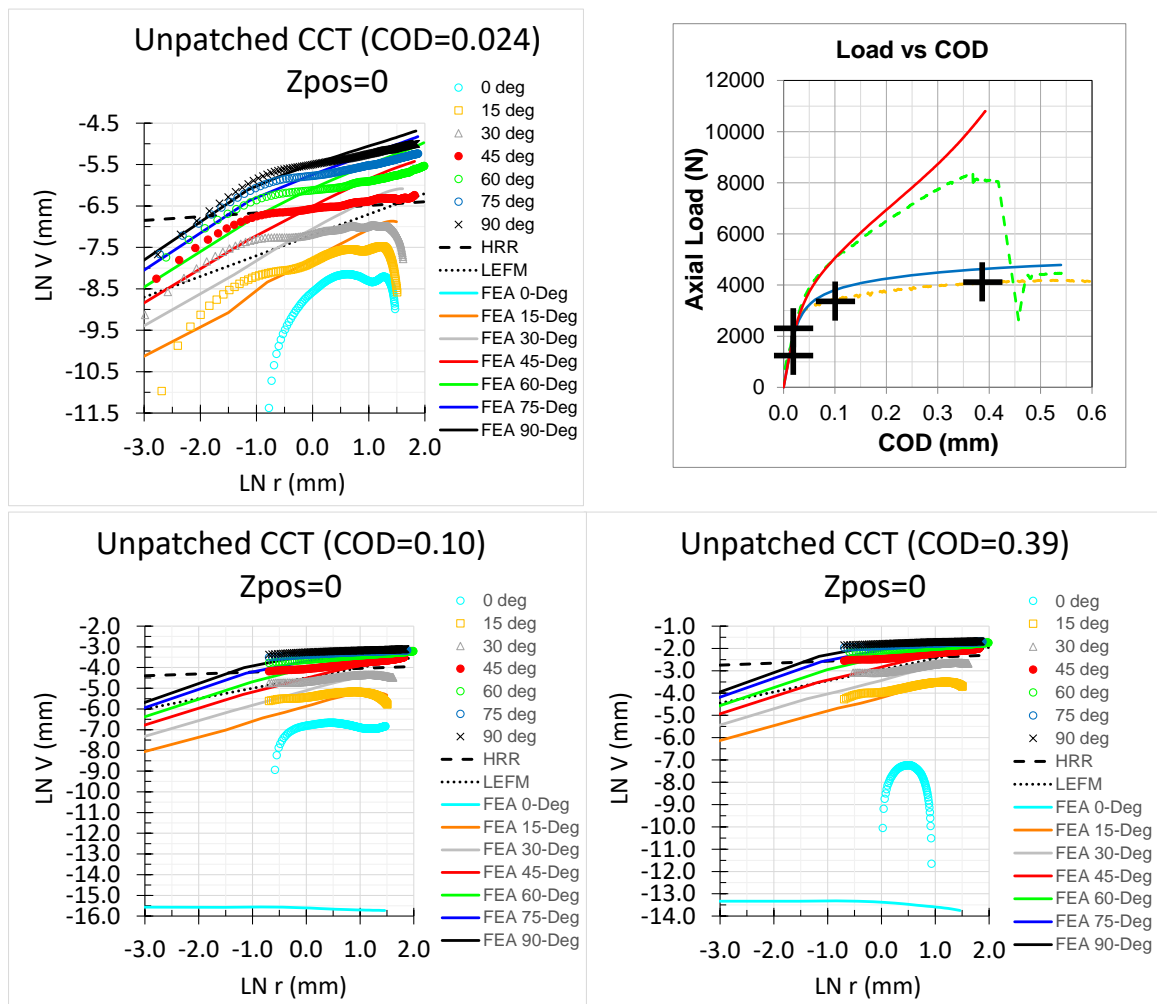 Unpatched CCT (COD=0.024)
Zpos=0
0 deg
15 deg
30 deg
45 deg
60 deg
75 deg
90 deg
HRR
LEFM
FEA 0-Deg
FEA 15-Deg
FEA 30-Deg
FEA 45-Deg
FEA 60-Deg
FEA 75-Deg
FEA 90-Deg
LN V (mm)
-4.5
-5.5
-6.5
-7.5
-8.5
-9.5
-10.5
-11.5
-3.0 -2.0 -1.0 0.0 1.0 2.0
LN r (mm)
Load vs COD
Axial Load (N)
12000
10000
8000
6000
4000
2000
0
0.0 0.1 0.2 0.3 0.4 0.5 0.6
COD (mm)
Unpatched CCT (COD=0.10)
Zpos=0
0 deg
15 deg
30 deg
45 deg
60 deg
75 deg
90 deg
HRR
LEFM
FEA 0-Deg
FEA 15-Deg
FEA 30-Deg
FEA 45-Deg
FEA 60-Deg
FEA 75-Deg
FEA 90-Deg
LN V (mm)
-2.0
-3.0
-4.0
-5.0
-6.0
-7.0
-8.0
-9.0
-10.0
-11.0
-12.0
-13.0
-14.0
-15.0
-16.0
-3.0 -2.0 -1.0 0.0 1.0 2.0
LN r (mm)
Unpatched CCT (COD=0.39)
Zpos=0
0 deg
15 deg
30 deg
45 deg
60 deg
75 deg
90 deg
HRR
LEFM
FEA 0-Deg
FEA 15-Deg
FEA 30-Deg
FEA 45-Deg
FEA 60-Deg
FEA 75-Deg
FEA 90-Deg
LN V (mm)
-1.0
-2.0
-3.0
-4.0
-5.0
-6.0
-7.0
-8.0
-9.0
-10.0
-11.0
-12.0
-13.0
-14.0
-3.0 -2.0 -1.0 0.0 1.0 2.0
LN r (mm)